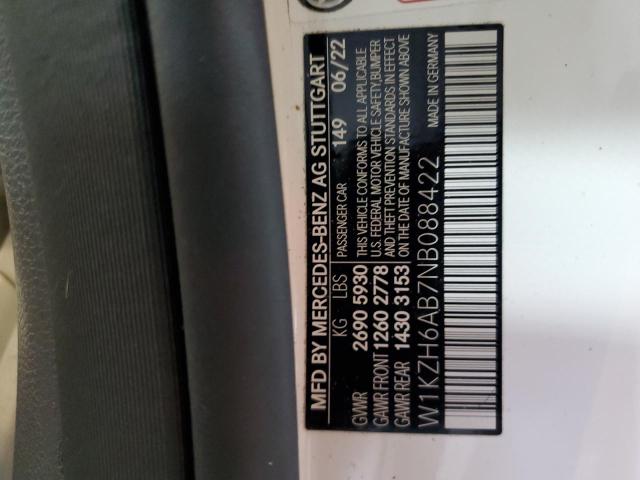 MFD BY MERCEDES-BENZ AG STUTTGART
KG LBS PASSENGER CAR 149 06/22
GVWR 2690 5930
GAWR FRONT 1260 2778
GAWR REAR 1430 3153
THIS VEHICLE CONFORMS TO ALL APPLICABLE
U.S. FEDERAL MOTOR VEHICLE SAFETY,BUMPER
AND THEFT PREVENTION STANDARDS IN EFFECT
ON THE DATE OF MANUFACTURE SHOWN ABOVE
W1KZH6AB7NB088422 MADE IN GERMANY